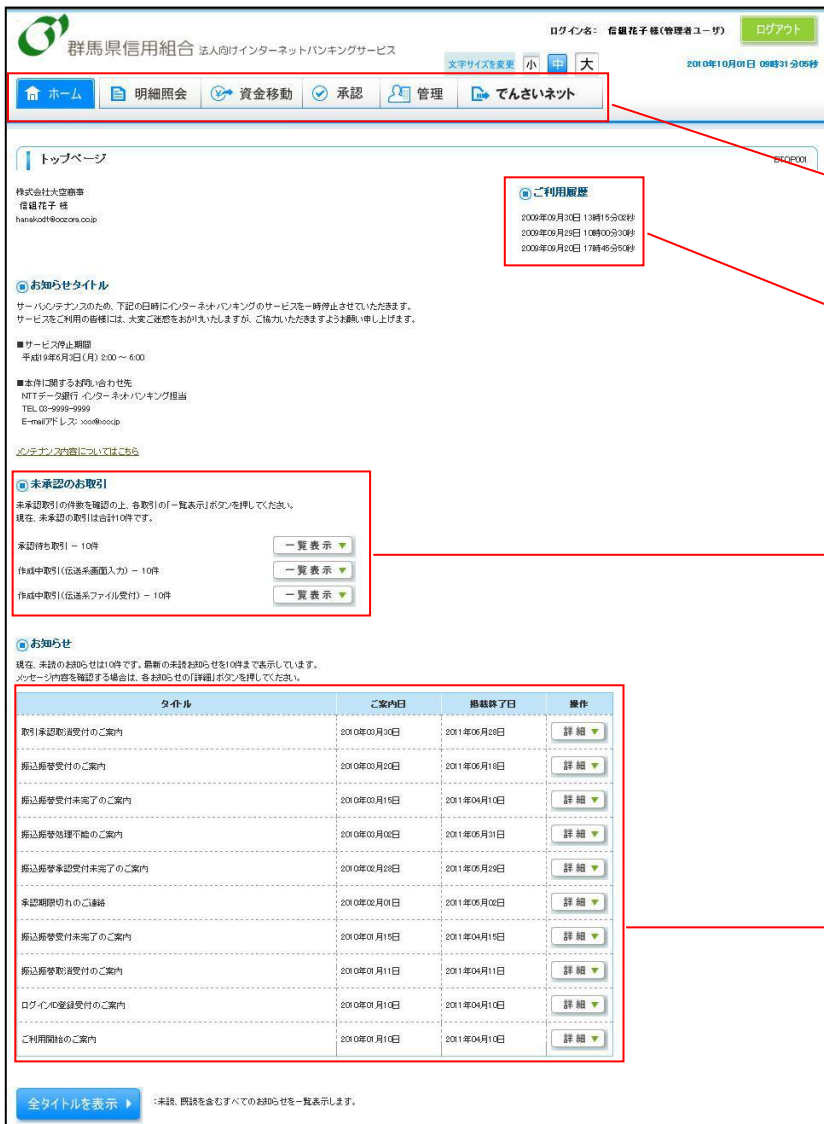 群馬県信用組合 法人向けインターネットバンキングサービス
ログイン名： 信組花子様(管理者ユーザ)
ログアウト
文字サイズを変更 小 中 大
2010年10月01日 09時31分05秒
ホーム 明細照会 資金移動 承認 管理 でんさいネット
トップページ
BTOP001
株式会社大空商事
信組花子 様
hanakodt@oozora.co.jp
ご利用履歴
2009年09月30日 13時15分02秒
2009年09月29日 10時00分30秒
2009年09月20日 17時45分50秒
お知らせタイトル
サーバメンテナンスのため、下記の日時にインターネットバンキングのサービスを一時停止させていただきます。
サービスをご利用の皆様には、大変ご迷惑をおかけいたしますが、ご協力いただきますようお願い申し上げます。
■サービス停止期間
平成19年6月3日(月) 2:00 ～ 6:00
■本件に関するお問い合わせ先
NTTデータ銀行 インターネットバンキング担当
TEL 03-9999-9999
E-mailアドレス: xxx@xxx.jp
メンテナンス内容についてはこちら
未承認のお取引
未承認取引の件数を確認の上、各取引の「一覧表示」ボタンを押してください。
現在、未承認の取引は合計10件です。
承認待ち取引 － 10件 一覧表示
作成中取引(伝送系画面入力) － 10件 一覧表示
作成中取引(伝送系ファイル受付) － 10件 一覧表示
お知らせ
現在、未読のお知らせは10件です。最新の未読お知らせを10件まで表示しています。
メッセージ内容を確認する場合は、各お知らせの「詳細」ボタンを押してください。
タイトル ご案内日 掲載終了日 操作
取引承認取消受付のご案内 2010年03月30日 2011年06月28日 詳細
振込振替受付のご案内 2010年03月20日 2011年06月18日 詳細
振込振替受付未完了のご案内 2010年03月15日 2011年04月10日 詳細
振込振替処理不能のご案内 2010年03月02日 2011年05月31日 詳細
振込振替承認受付未完了のご案内 2010年02月28日 2011年05月29日 詳細
承認期限切れのご連絡 2010年02月01日 2011年05月02日 詳細
振込振替受付未完了のご案内 2010年01月15日 2011年04月15日 詳細
振込振替取消受付のご案内 2010年01月11日 2011年04月11日 詳細
ログインID登録受付のご案内 2010年01月10日 2011年04月10日 詳細
ご利用開始のご案内 2010年01月10日 2011年04月10日 詳細
全タイトルを表示 ：未読、既読を含むすべてのお知らせを一覧表示します。